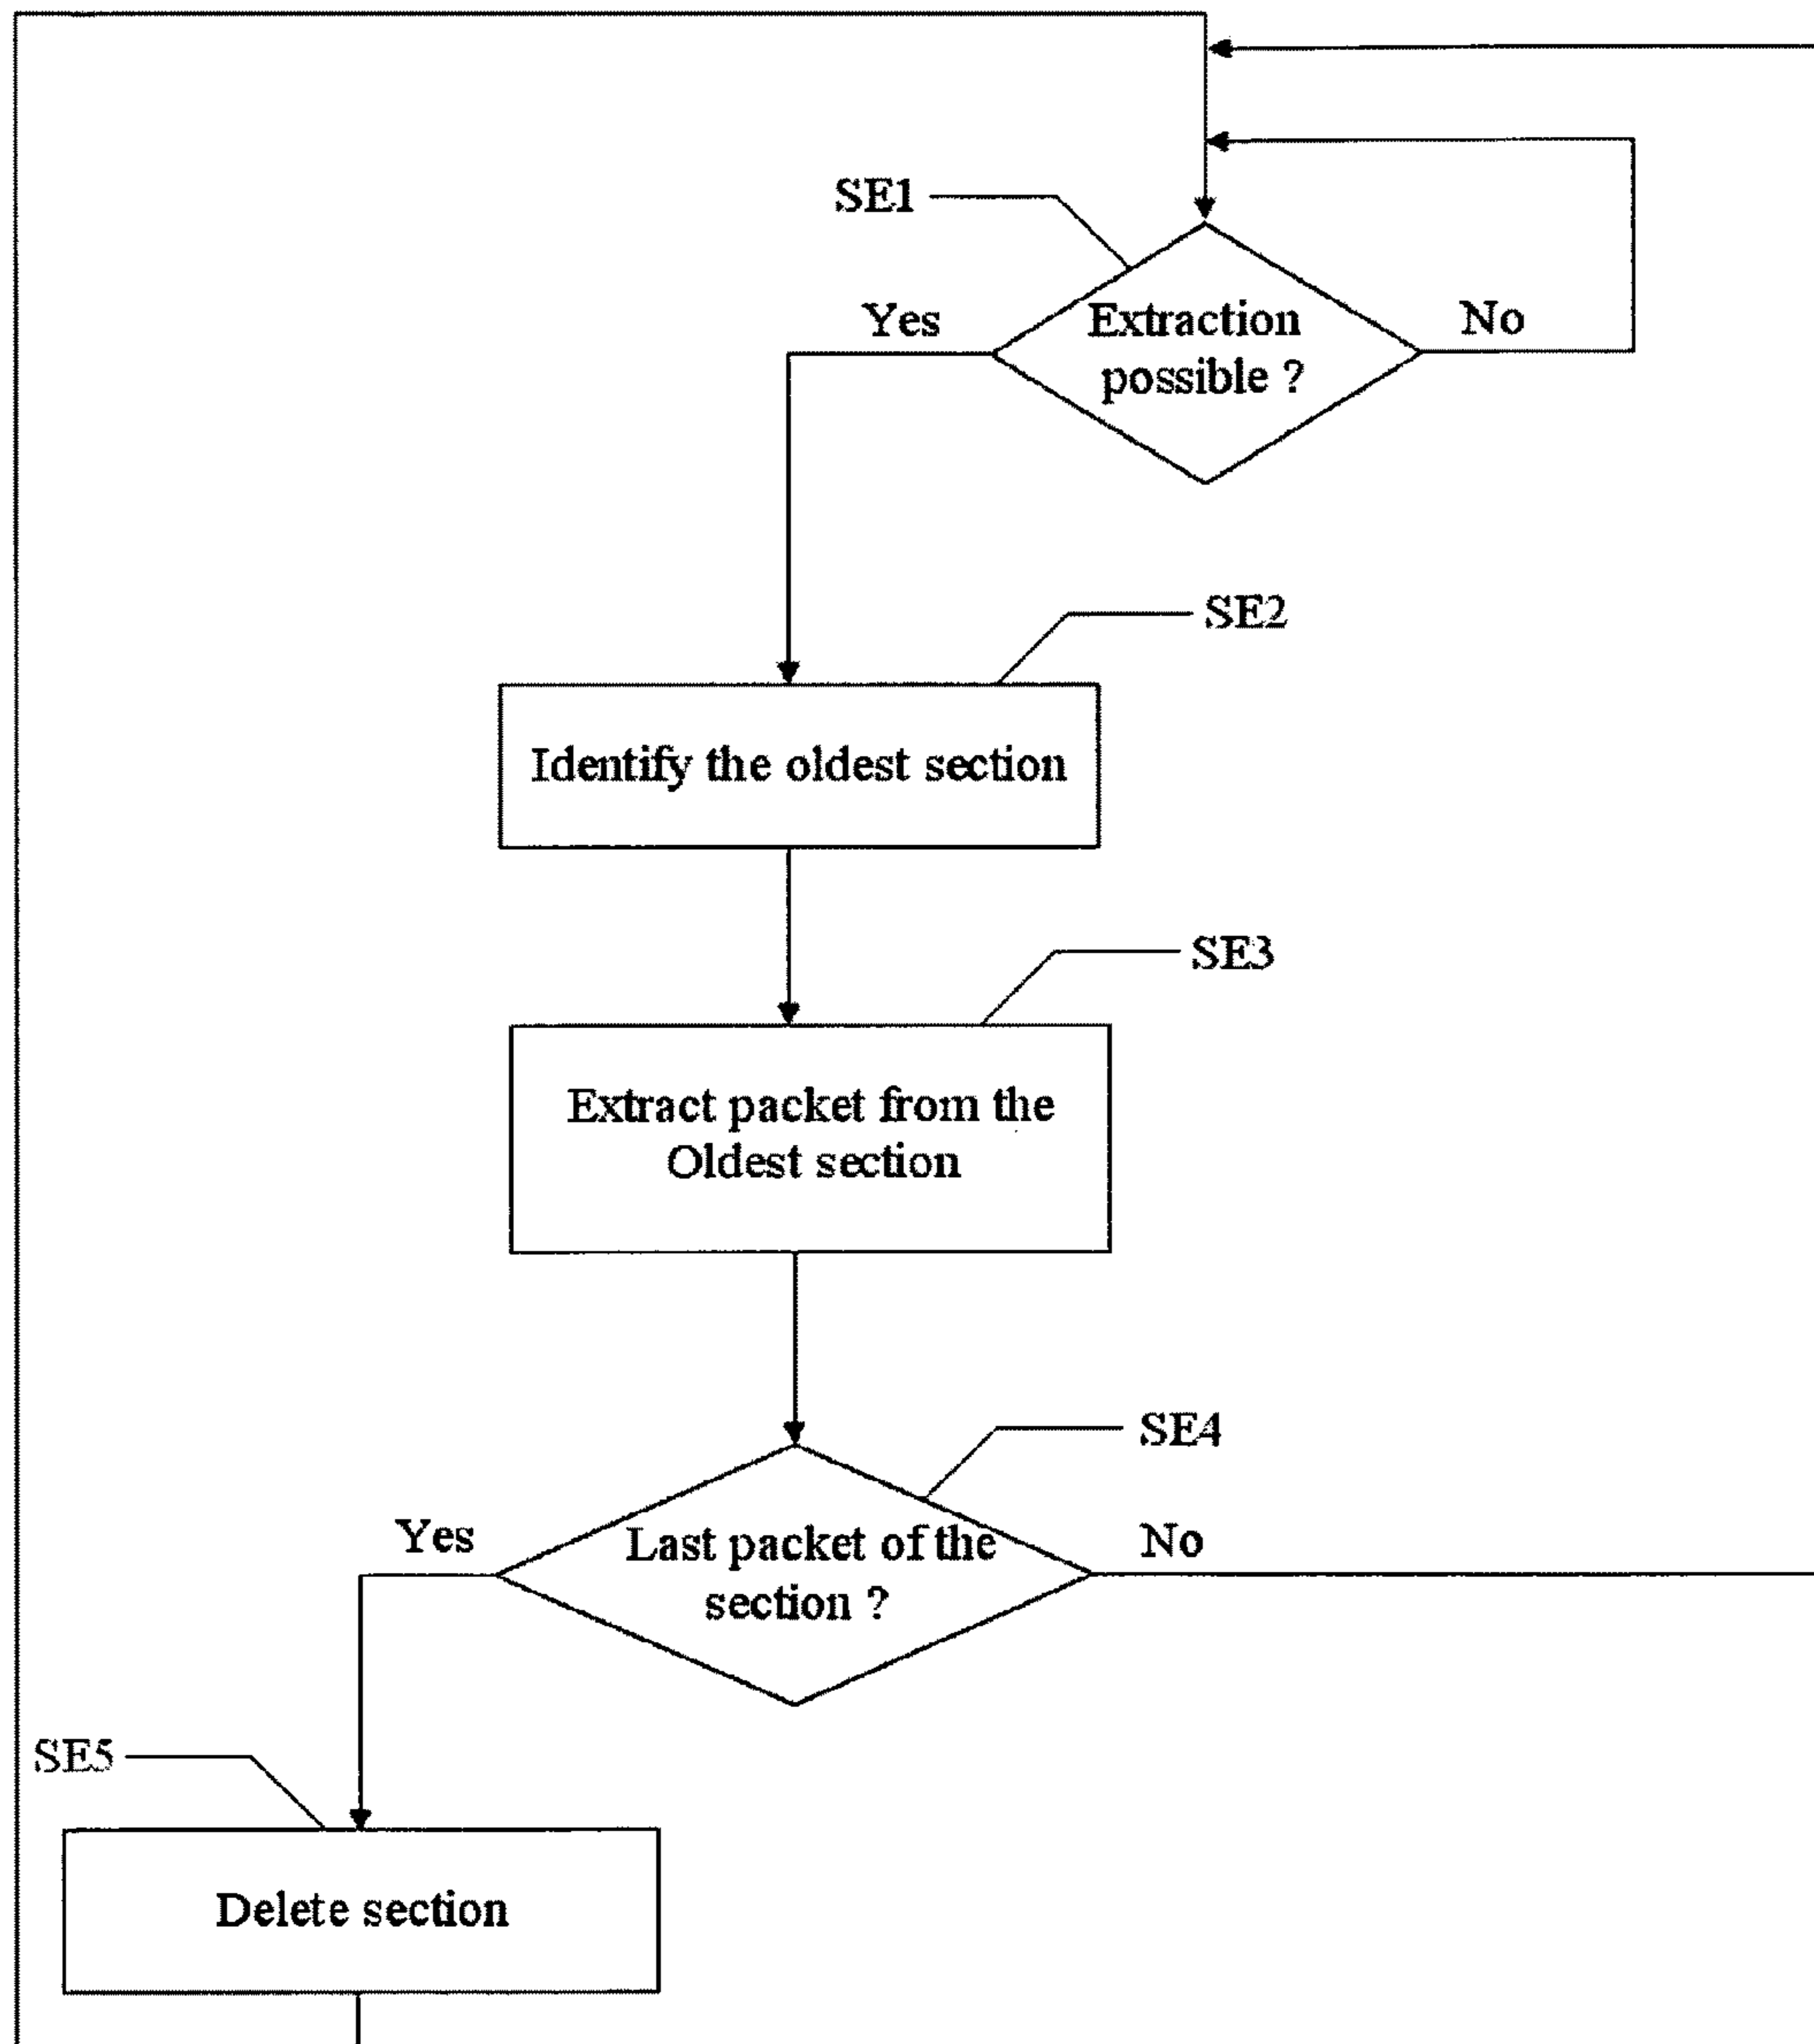 SE1
Yes
Extraction
possible ?
No
SE2
Identify the oldest section
SE3
Extract packet from the
Oldest section
SE4
Yes
Last packet of the
section ?
No
SE5
Delete section